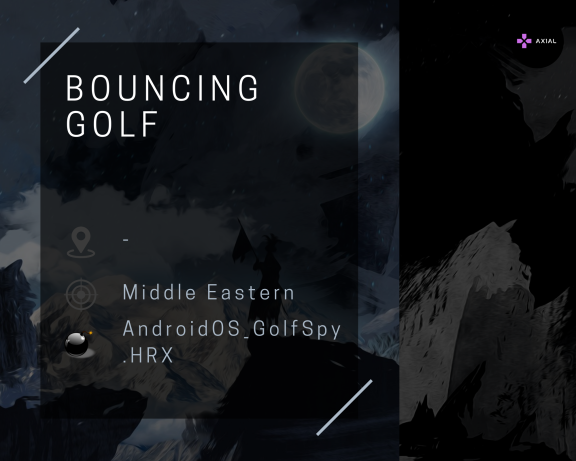 AXIAL
BOUNCING
GOLF
-
Middle Eastern
AndroidOS_GolfSpy
.HRX